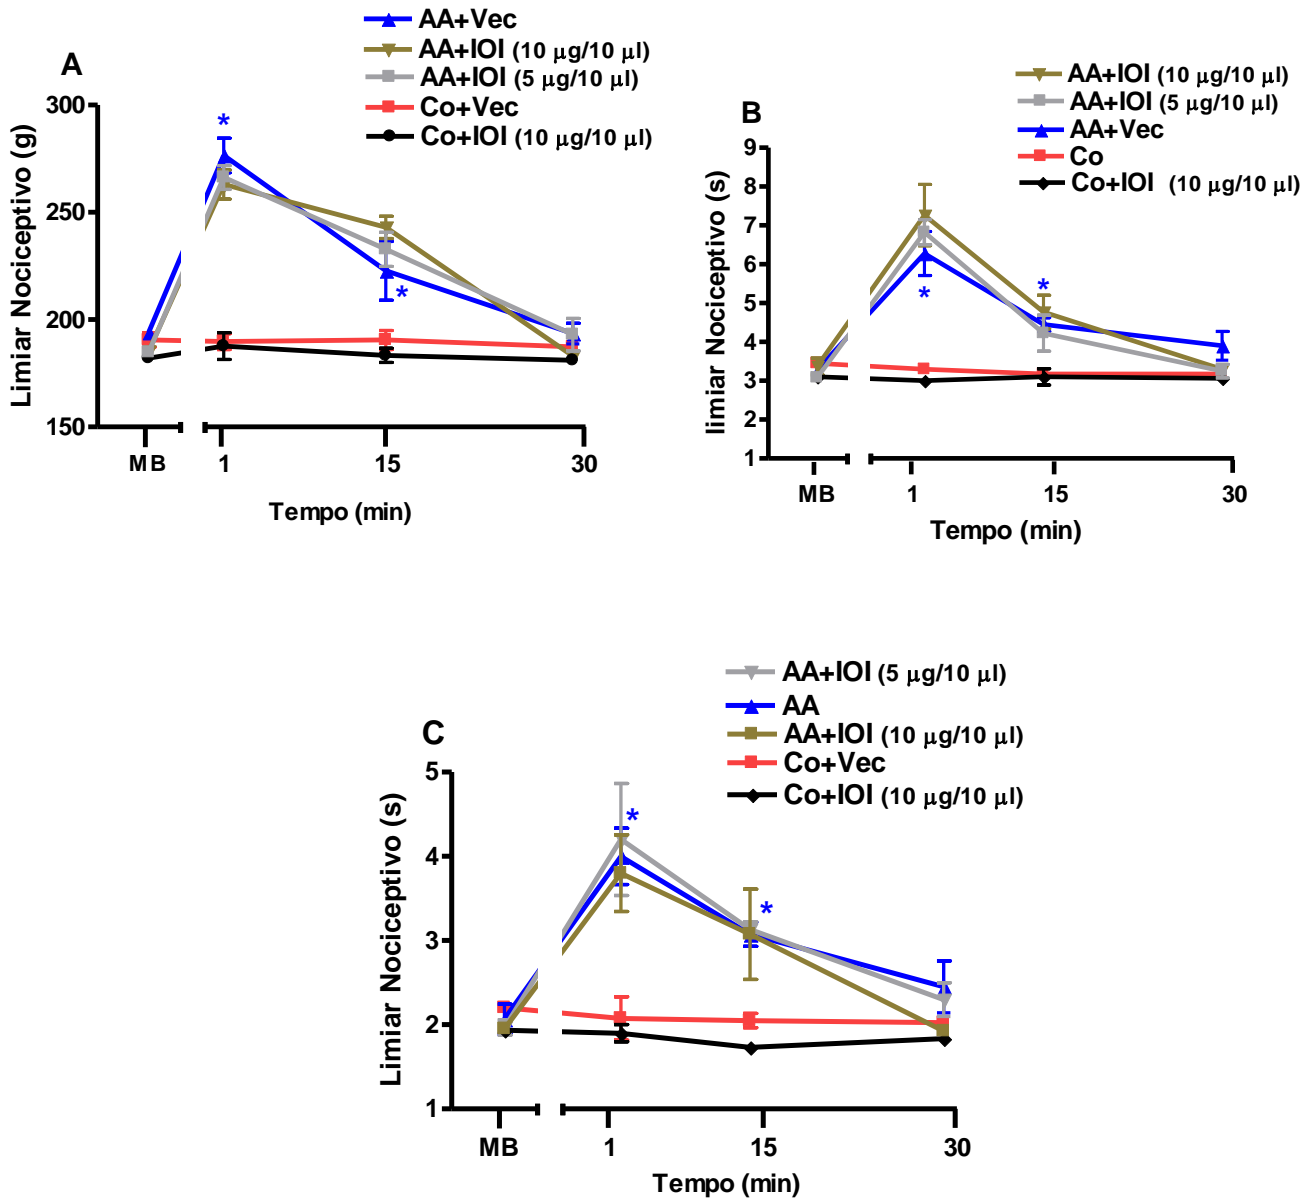 A
AA+Vec
AA+IOI (10 µg/10 µl)
AA+IOI (5 µg/10 µl)
Co+Vec
Co+IOI (10 µg/10 µl)
Limiar Nociceptivo (g)
300
250
200
150
*
*
MB 1 15 30
Tempo (min)
B
AA+IOI (10 µg/10 µl)
AA+IOI (5 µg/10 µl)
AA+Vec
Co
Co+IOI (10 µg/10 µl)
limiar Nociceptivo (s)
9
8
7
6
5
4
3
2
1
*
*
MB 1 15 30
Tempo (min)
C
AA+IOI (5 µg/10 µl)
AA
AA+IOI (10 µg/10 µl)
Co+Vec
Co+IOI (10 µg/10 µl)
Limiar Nociceptivo (s)
5
4
3
2
1
*
*
MB 1 15 30
Tempo (min)